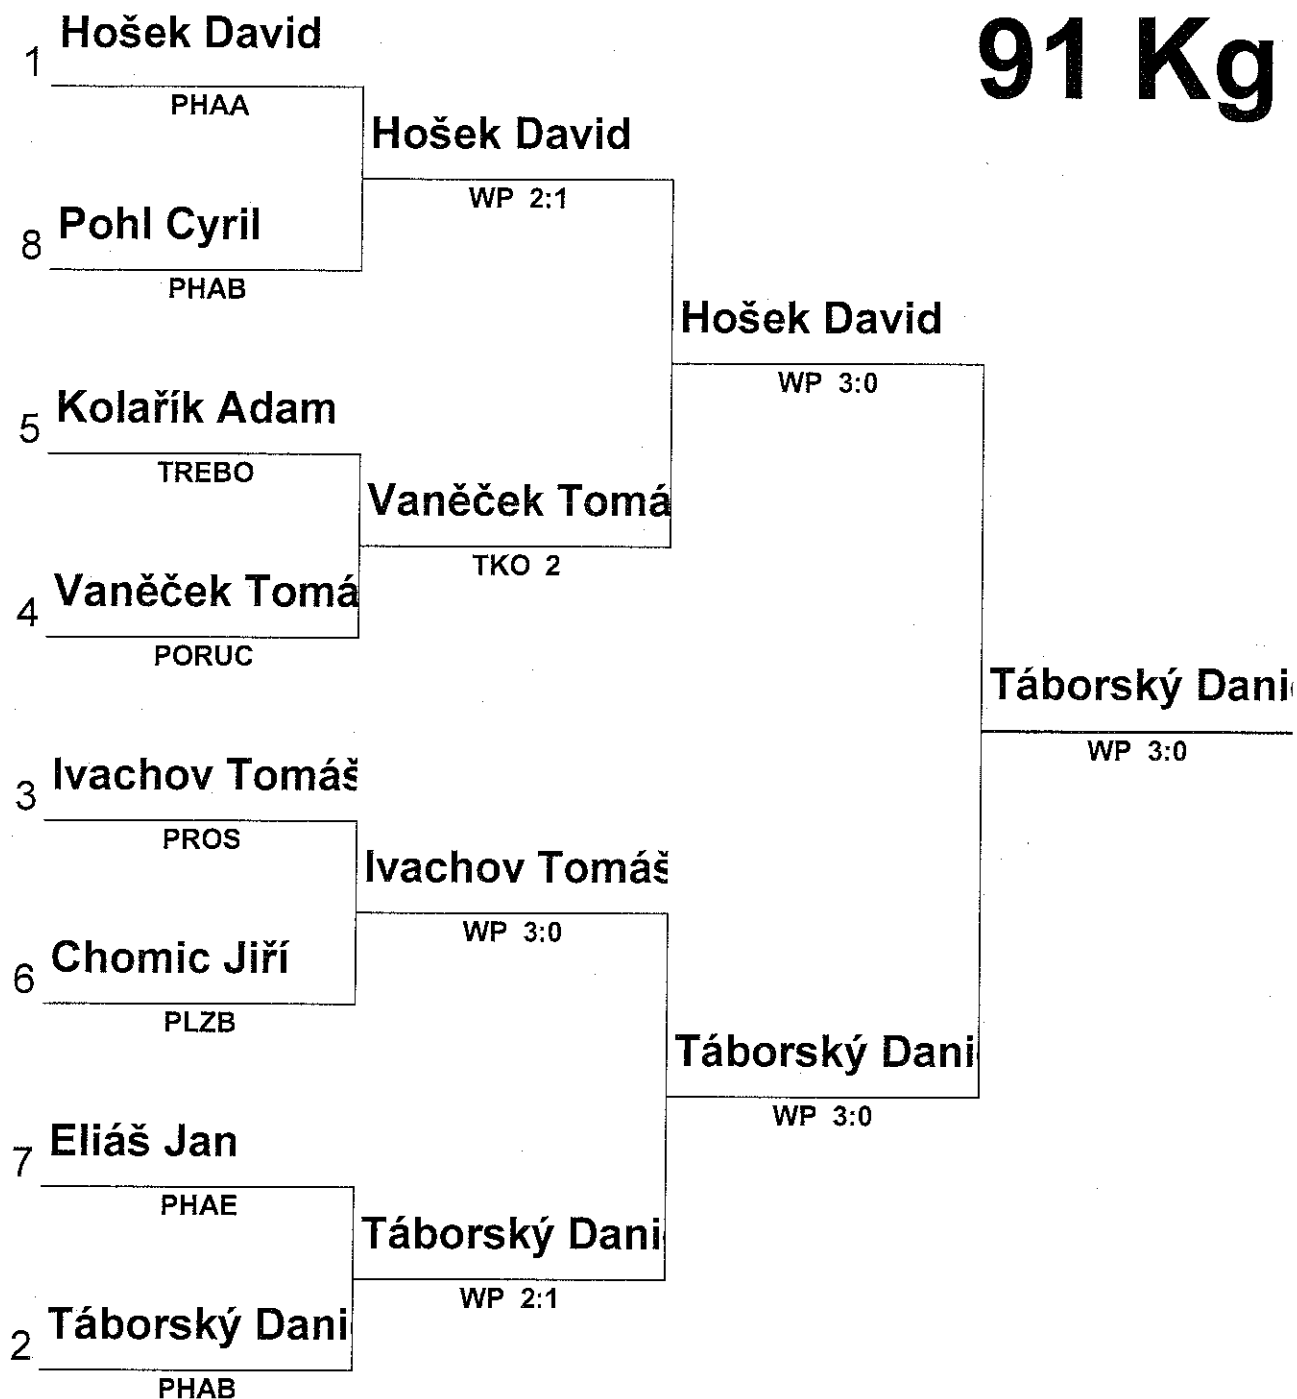 91 Kg
1 Hošek David
PHAA
Hošek David
WP 2:1
8 Pohl Cyril
PHAB
Hošek David
WP 3:0
5 Kolařík Adam
TREBO
Vaněček Tomá
TKO 2
4 Vaněček Tomá
PORUC
Táborský Dani
WP 3:0
3 Ivachov Tomáš
PROS
Ivachov Tomáš
WP 3:0
6 Chomic Jiří
PLZB
Táborský Dani
WP 3:0
7 Eliáš Jan
PHAE
Táborský Dani
WP 2:1
2 Táborský Dani
PHAB